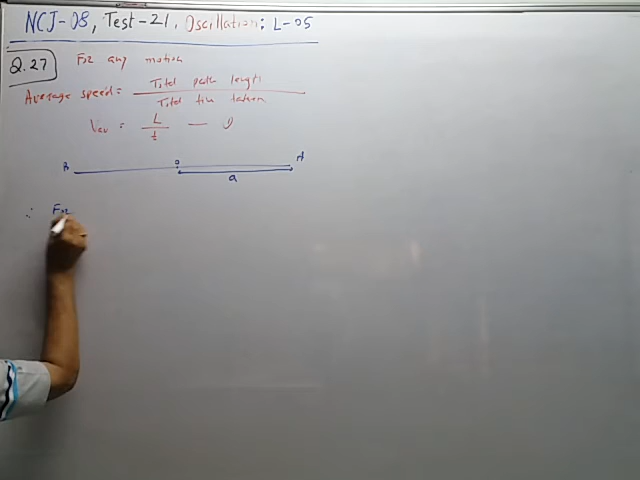 NCJ-08, Test-21, Oscillation: L-05
Q.27 For any motion
Average speed = Total path length
Total time taken
Vav = L — ①
t
B O A
a
∴ For